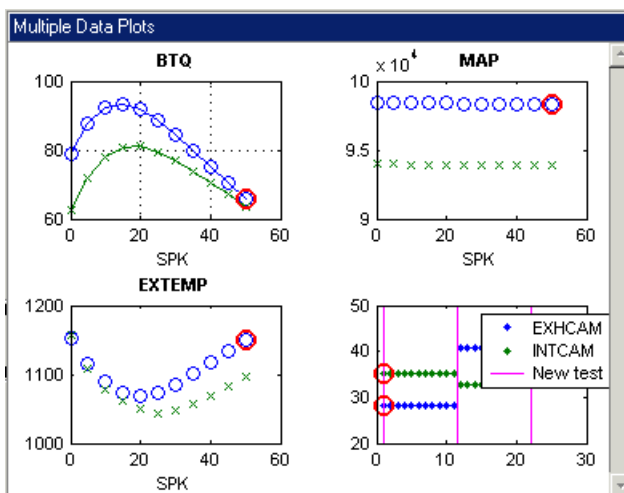 Multiple Data Plots
BTQ
100
80
60
0 20 40 60
SPK
MAP
x 10^4
10
9.5
9
0 20 40 60
SPK
EXTEMP
1200
1100
1000
0 20 40 60
SPK
50
40
30
20
0 10 20 30
EXHCAM
INTCAM
New test